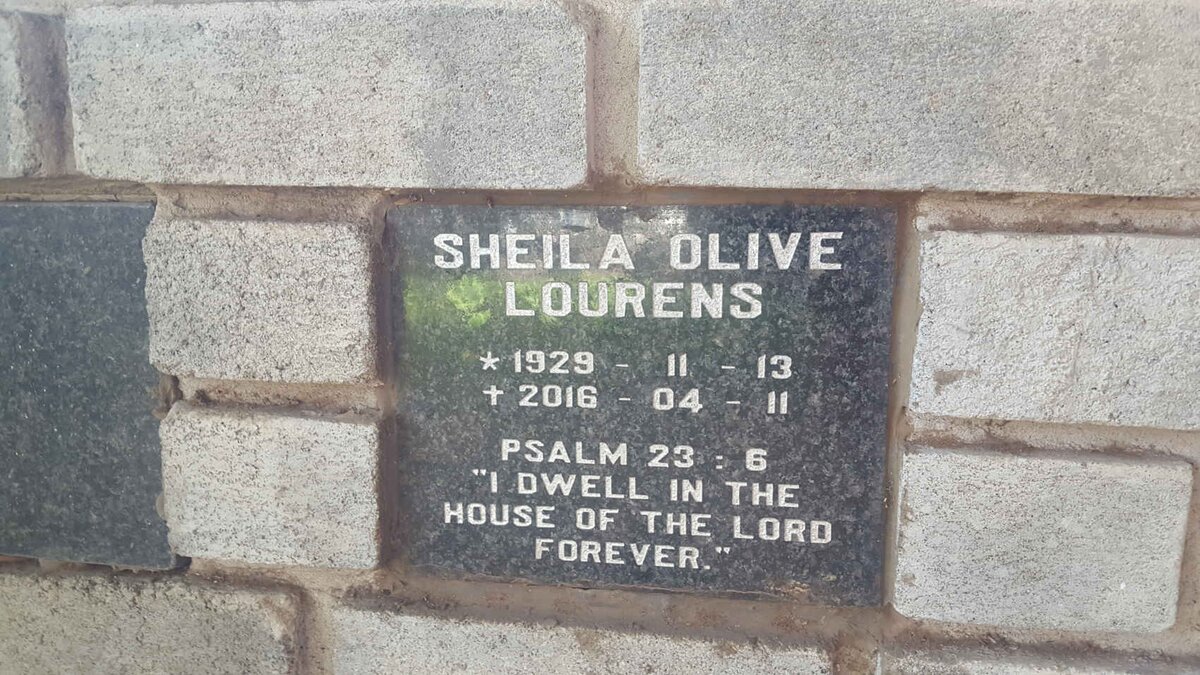 SHEILA OLIVE
LOURENS
* 1929 - 11 - 13
† 2016 - 04 - 11
PSALM 23 : 6
"I DWELL IN THE
HOUSE OF THE LORD
FOREVER."